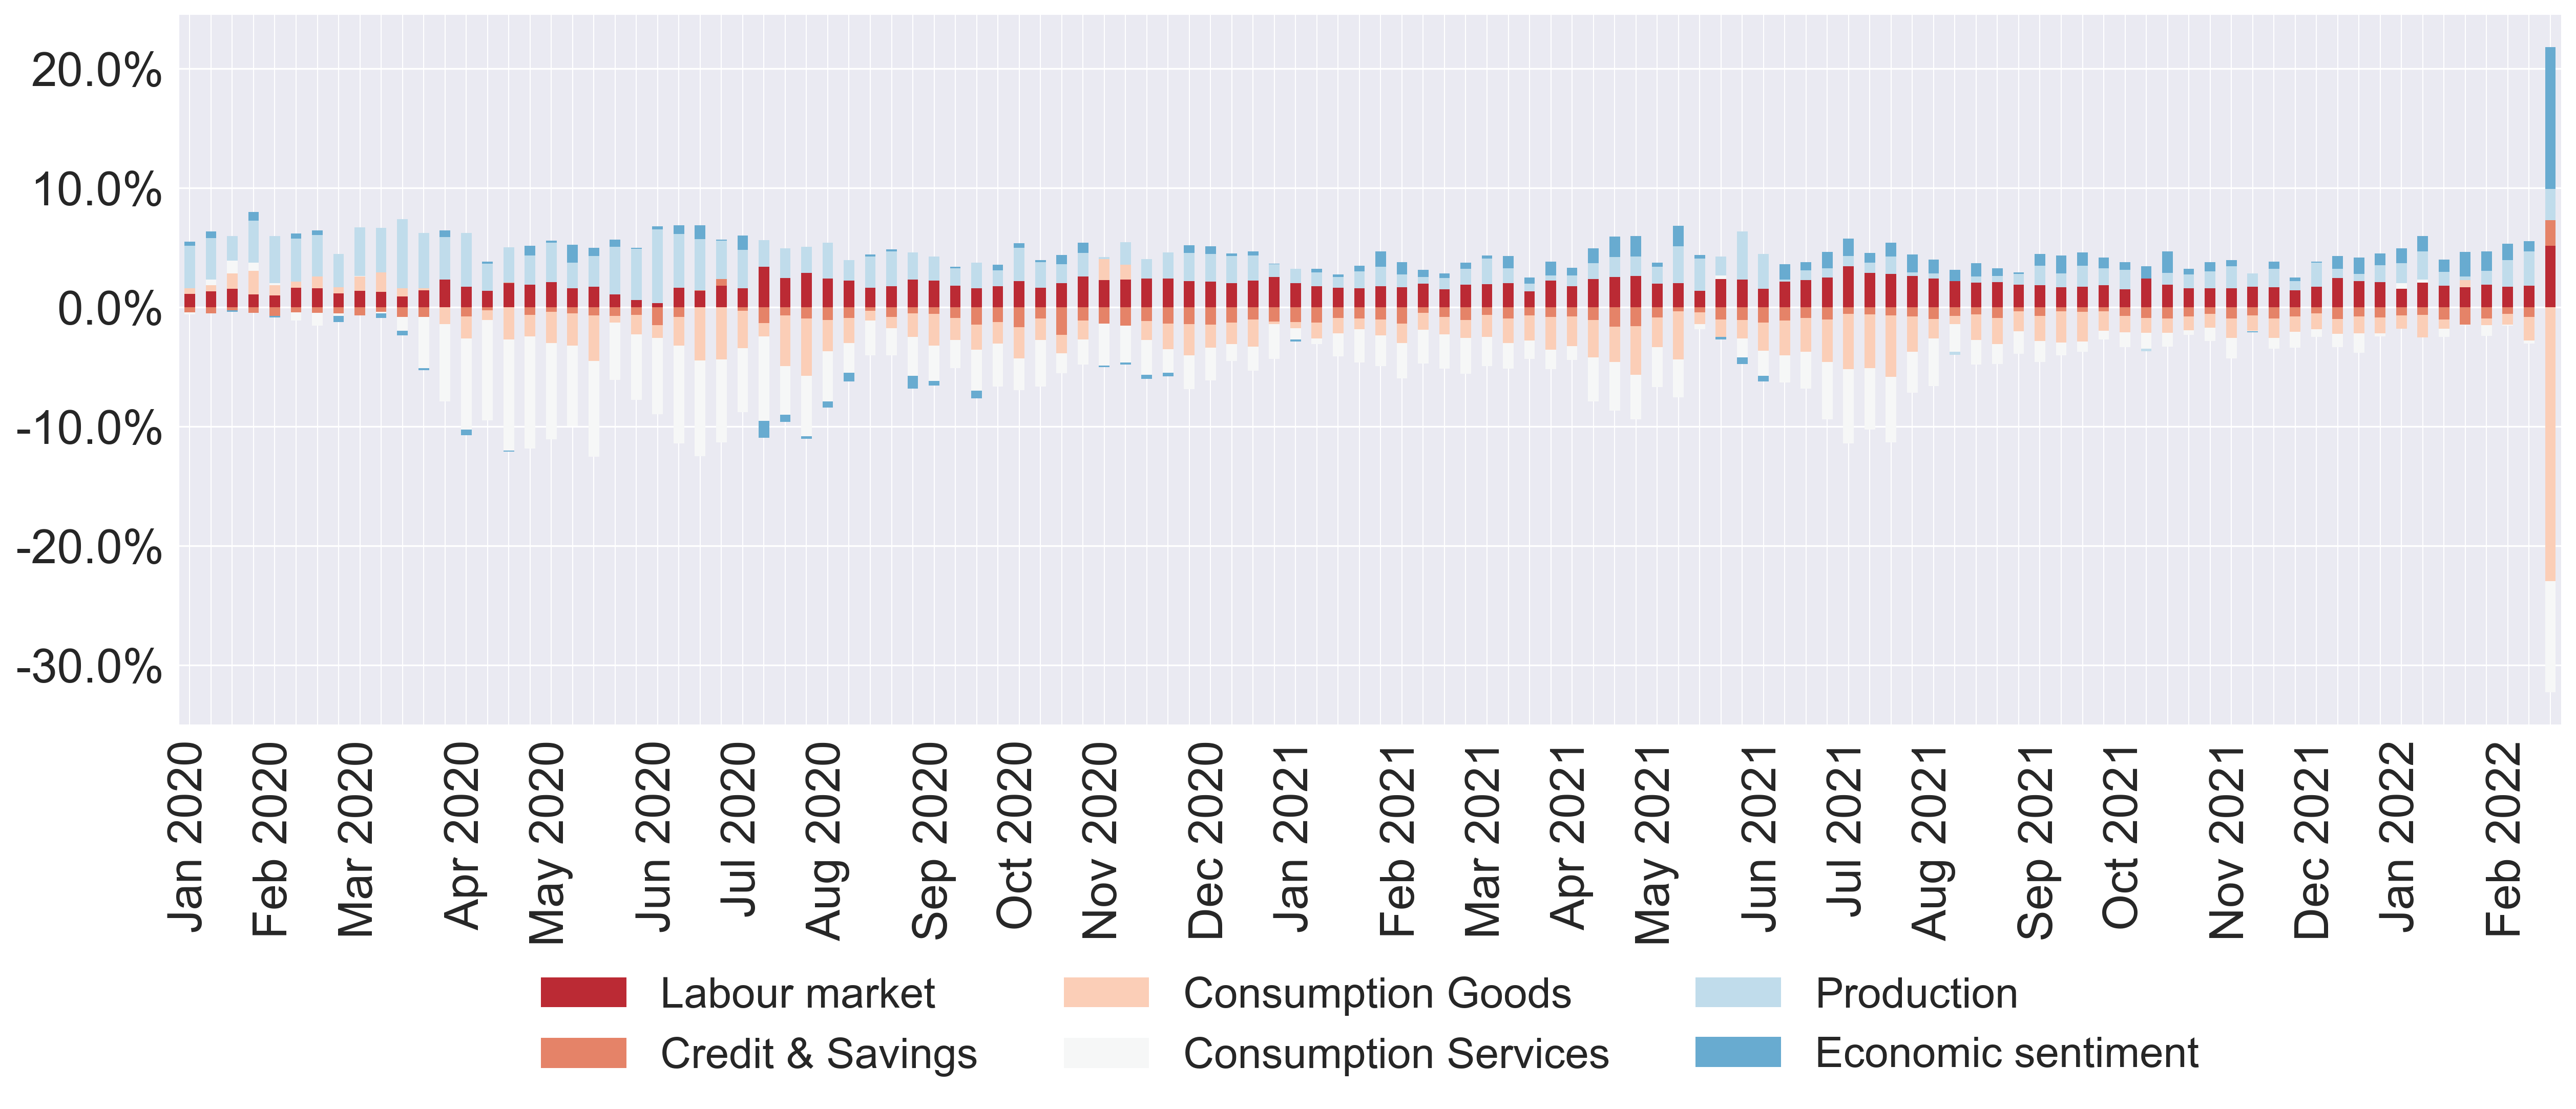 20.0%
10.0%
0.0%
-10.0%
-20.0%
-30.0%
Jan 2020
Feb 2020
Mar 2020
Apr 2020
May 2020
Jun 2020
Jul 2020
Aug 2020
Sep 2020
Oct 2020
Nov 2020
Dec 2020
Jan 2021
Feb 2021
Mar 2021
Apr 2021
May 2021
Jun 2021
Jul 2021
Aug 2021
Sep 2021
Oct 2021
Nov 2021
Dec 2021
Jan 2022
Feb 2022
Labour market
Consumption Goods
Production
Credit & Savings
Consumption Services
Economic sentiment